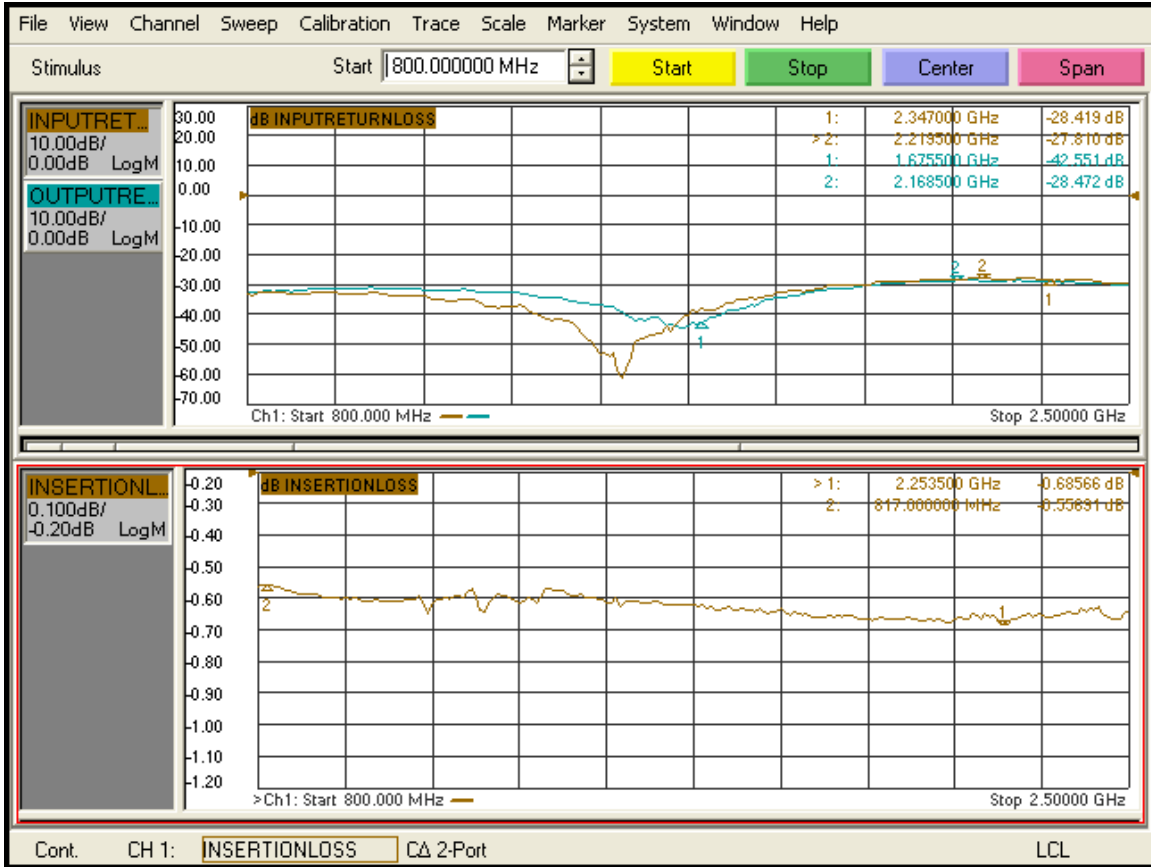 File View Channel Sweep Calibration Trace Scale Marker System Window Help
Stimulus Start 800.000000 MHz Start Stop Center Span
INPUTRET...
10.00dB/
0.00dB LogM
OUTPUTRE...
10.00dB/
0.00dB LogM
30.00
20.00
10.00
0.00
-10.00
-20.00
-30.00
-40.00
-50.00
-60.00
-70.00
dB INPUTRETURNLOSS
1: 2.347000 GHz -28.419 dB
> 2: 2.219500 GHz -27.810 dB
1: 1.675500 GHz -42.551 dB
2: 2.168500 GHz -28.472 dB
2 2
1
1
Ch1: Start 800.000 MHz Stop 2.50000 GHz
INSERTIONL...
0.100dB/
-0.20dB LogM
-0.20
-0.30
-0.40
-0.50
-0.60
-0.70
-0.80
-0.90
-1.00
-1.10
-1.20
dB INSERTIONLOSS
> 1: 2.253500 GHz -0.68566 dB
2: 817.000000 MHz -0.55691 dB
2
1
>Ch1: Start 800.000 MHz Stop 2.50000 GHz
Cont. CH 1: INSERTIONLOSS CΔ 2-Port LCL